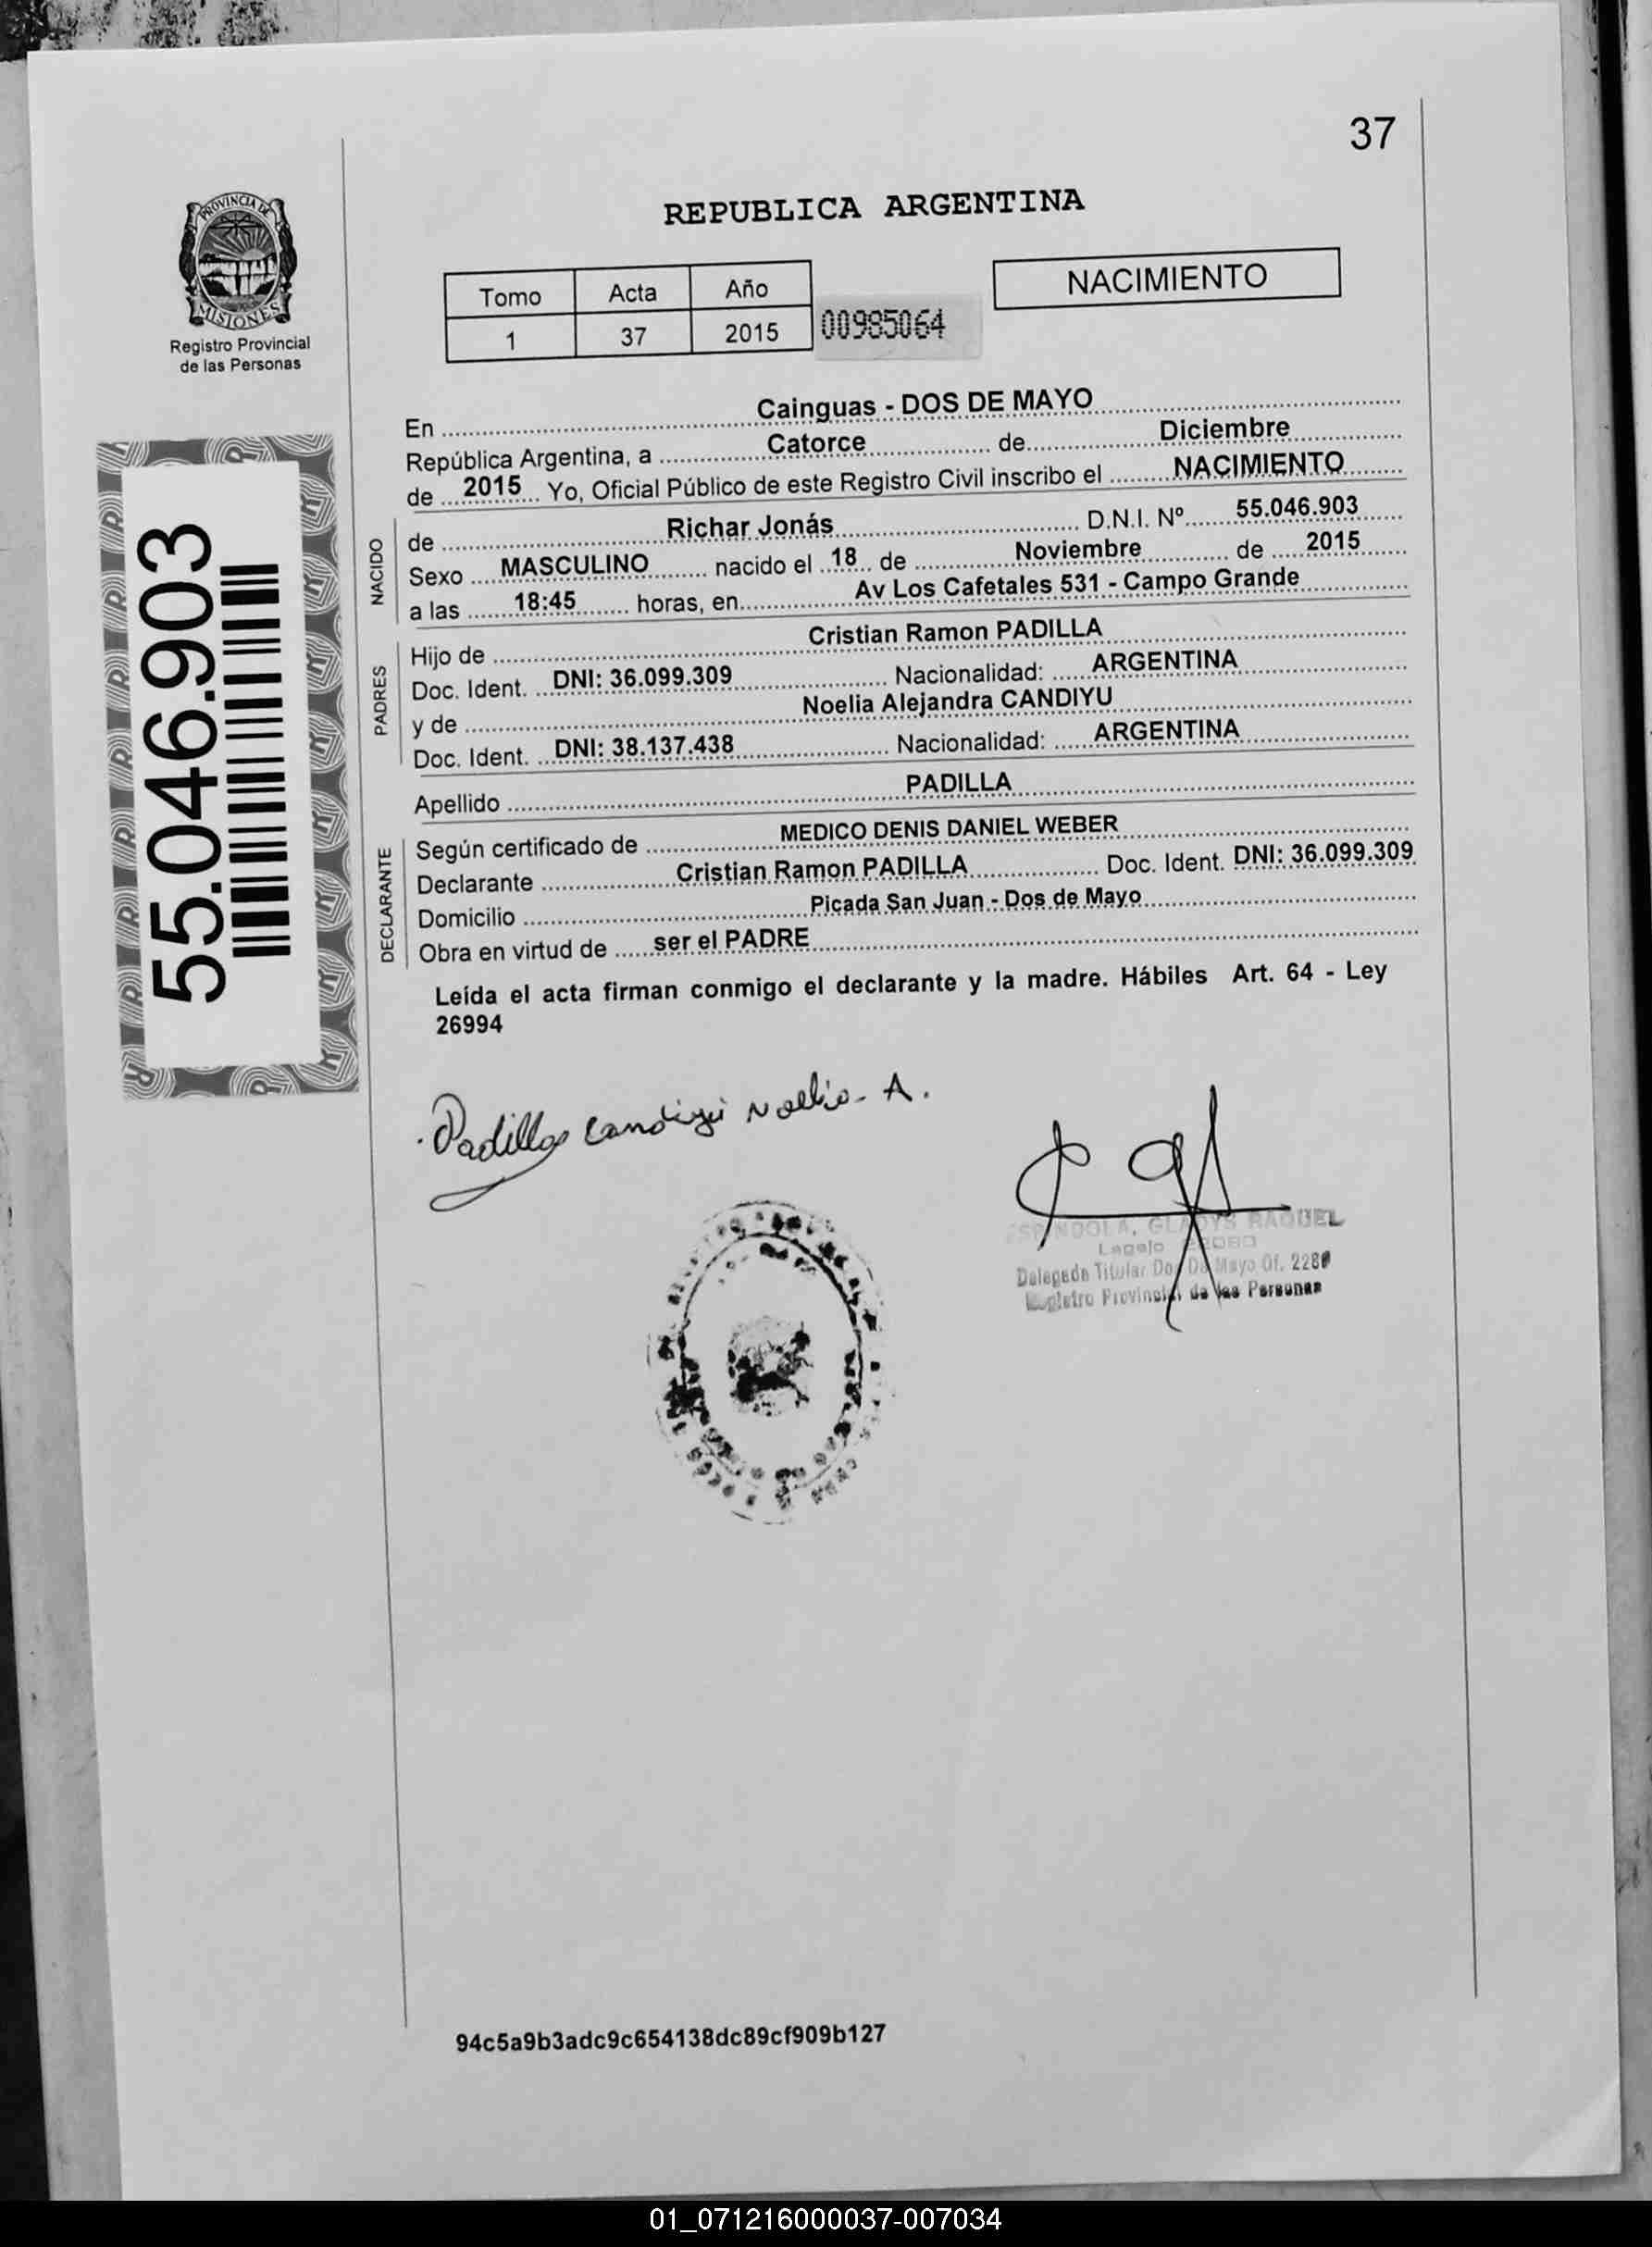 37
PROVINCIA DE
MISIONES
Registro Provincial
de las Personas
REPUBLICA ARGENTINA
Tomo Acta Año
1 37 2015
00985064
NACIMIENTO
55.046.903
En Cainguas - DOS DE MAYO
República Argentina, a Catorce de Diciembre
de 2015 Yo, Oficial Público de este Registro Civil inscribo el NACIMIENTO
NACIDO
de Richar Jonás D.N.I. Nº 55.046.903
Sexo MASCULINO nacido el 18 de Noviembre de 2015
a las 18:45 horas, en Av Los Cafetales 531 - Campo Grande
PADRES
Hijo de Cristian Ramon PADILLA
Doc. Ident. DNI: 36.099.309 Nacionalidad: ARGENTINA
y de Noelia Alejandra CANDIYU
Doc. Ident. DNI: 38.137.438 Nacionalidad: ARGENTINA
Apellido PADILLA
DECLARANTE
Según certificado de MEDICO DENIS DANIEL WEBER
Declarante Cristian Ramon PADILLA Doc. Ident. DNI: 36.099.309
Domicilio Picada San Juan - Dos de Mayo
Obra en virtud de ser el PADRE
Leída el acta firman conmigo el declarante y la madre. Hábiles Art. 64 - Ley
26994
Padilla Candiyú Noelia A.
GLADYS RAQUEL
Legajo
Delegada Titular Dos De Mayo Of.
Registro Provincial de las Personas
94c5a9b3adc9c654138dc89cf909b127
01_071216000037-007034